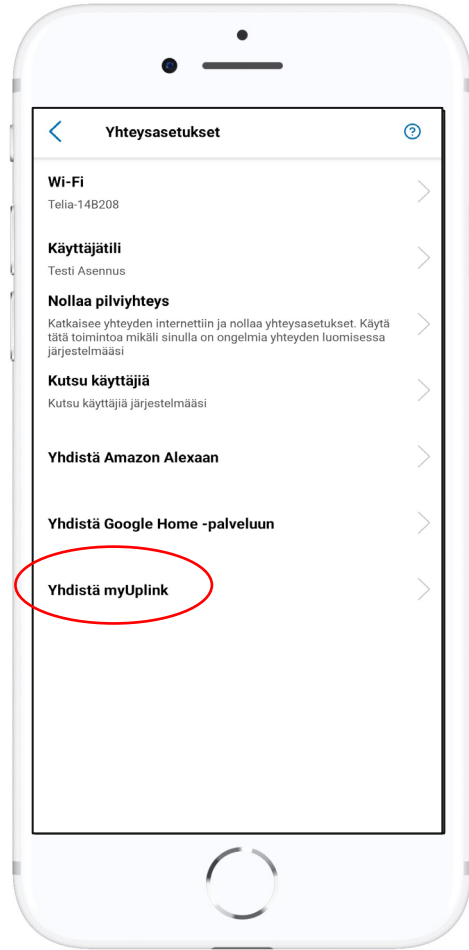 Yhteysasetukset
Wi-Fi
Telia-14B208
Käyttäjätili
Testi Asennus
Nollaa pilviyhteys
Katkaisee yhteyden internettiin ja nollaa yhteysasetukset. Käytä
tätä toimintoa mikäli sinulla on ongelmia yhteyden luomisessa
järjestelmääsi
Kutsu käyttäjiä
Kutsu käyttäjiä järjestelmääsi
Yhdistä Amazon Alexaan
Yhdistä Google Home -palveluun
Yhdistä myUplink